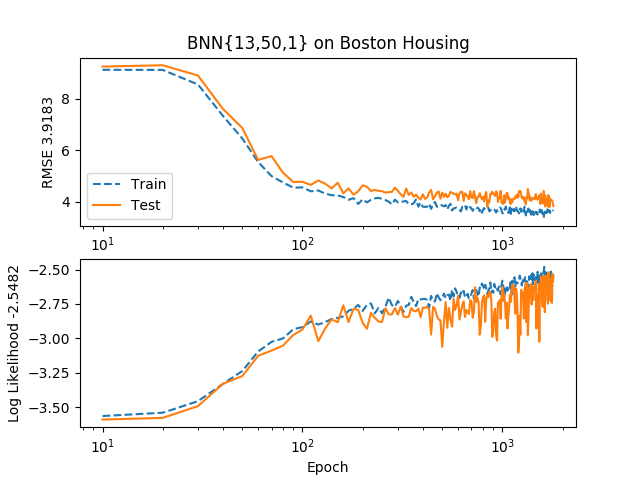 BNN{13,50,1} on Boston Housing
RMSE 3.9183
8
6
4
Train
Test
10¹
10²
10³
Log Likelihood -2.5482
−2.50
−2.75
−3.00
−3.25
−3.50
10¹
10²
10³
Epoch